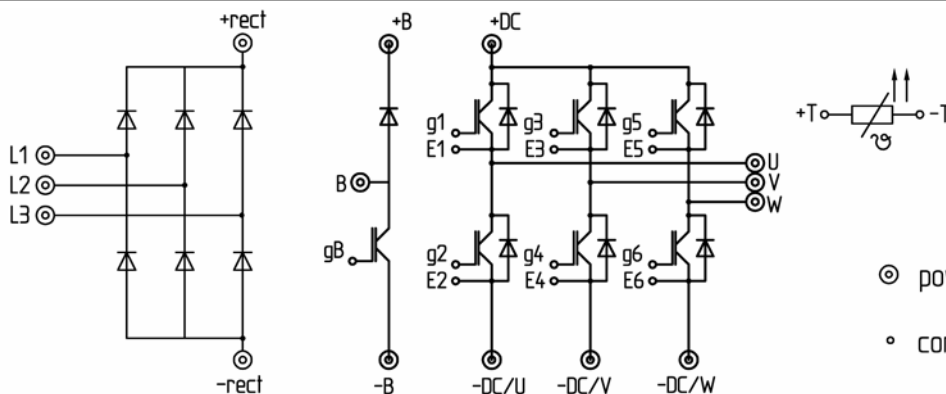 +rect
+B
+DC
g1
g3
g5
+T
-T
E1
E3
E5
ϑ
L1
L2
L3
B
U
V
W
gB
g2
g4
g6
E2
E4
E6
-rect
-B
-DC/U
-DC/V
-DC/W